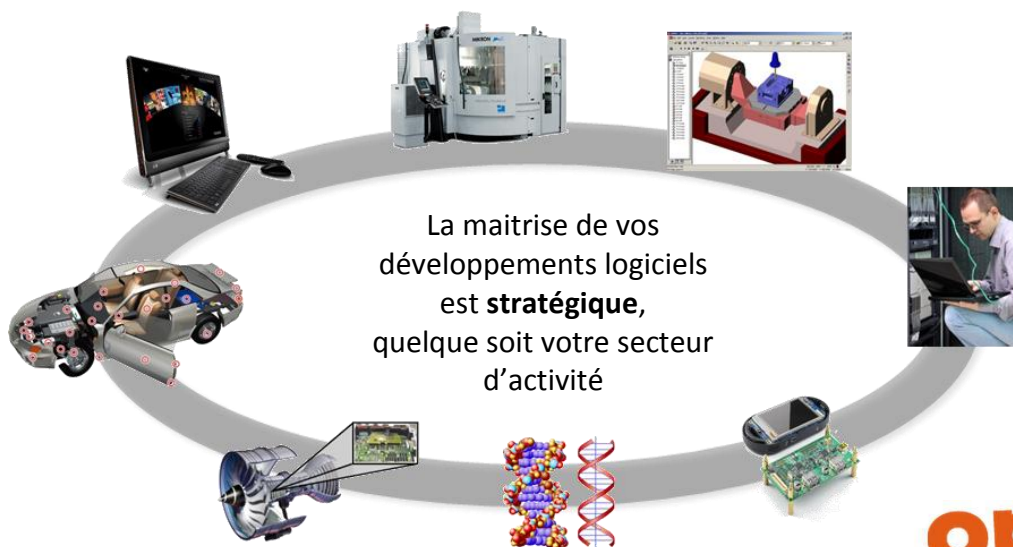 La maitrise de vos
développements logiciels
est stratégique,
quelque soit votre secteur
d'activité